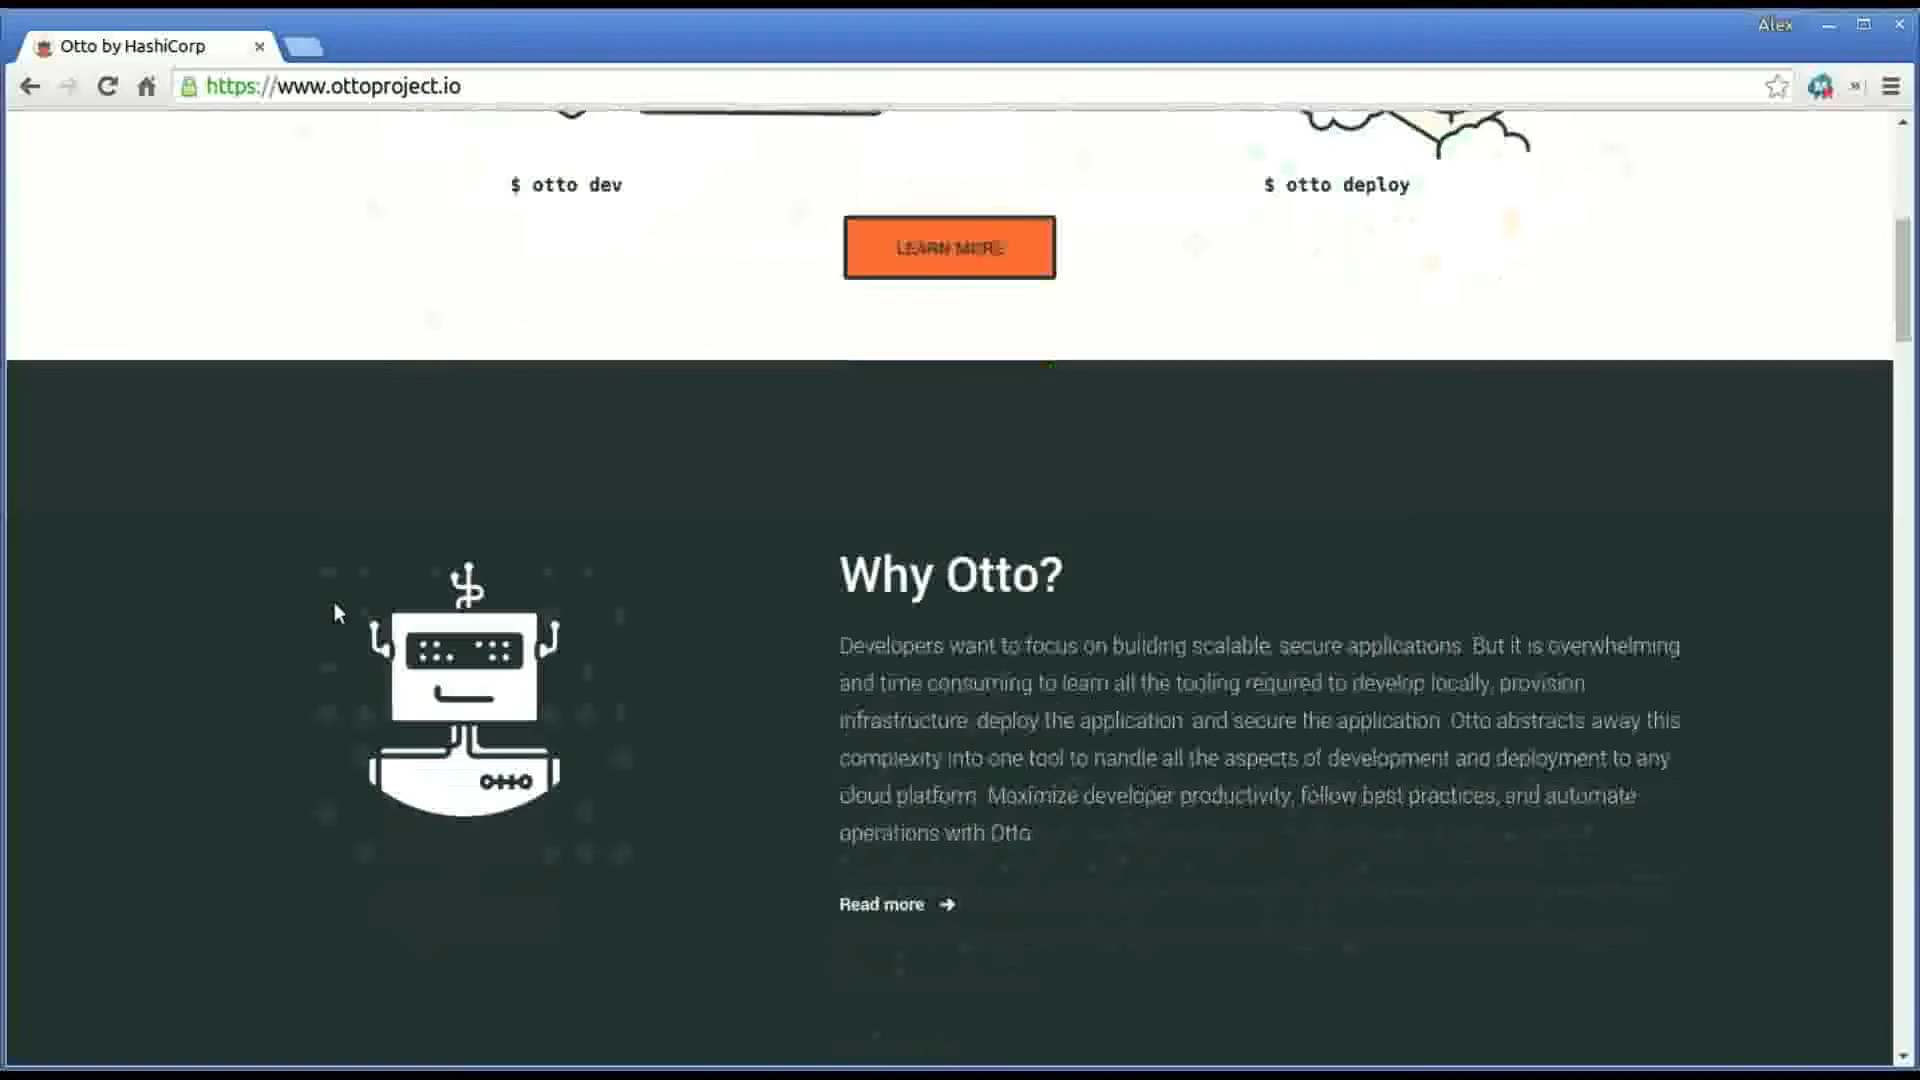 Alex
Otto by HashiCorp
https://www.ottoproject.io
$ otto dev
$ otto deploy
LEARN MORE
Why Otto?
Developers want to focus on building scalable, secure applications. But it is overwhelming
and time consuming to learn all the tooling required to develop locally, provision
infrastructure, deploy the application, and secure the application. Otto abstracts away this
complexity into one tool to handle all the aspects of development and deployment to any
cloud platform. Maximize developer productivity, follow best practices, and automate
operations with Otto.
otto
Read more